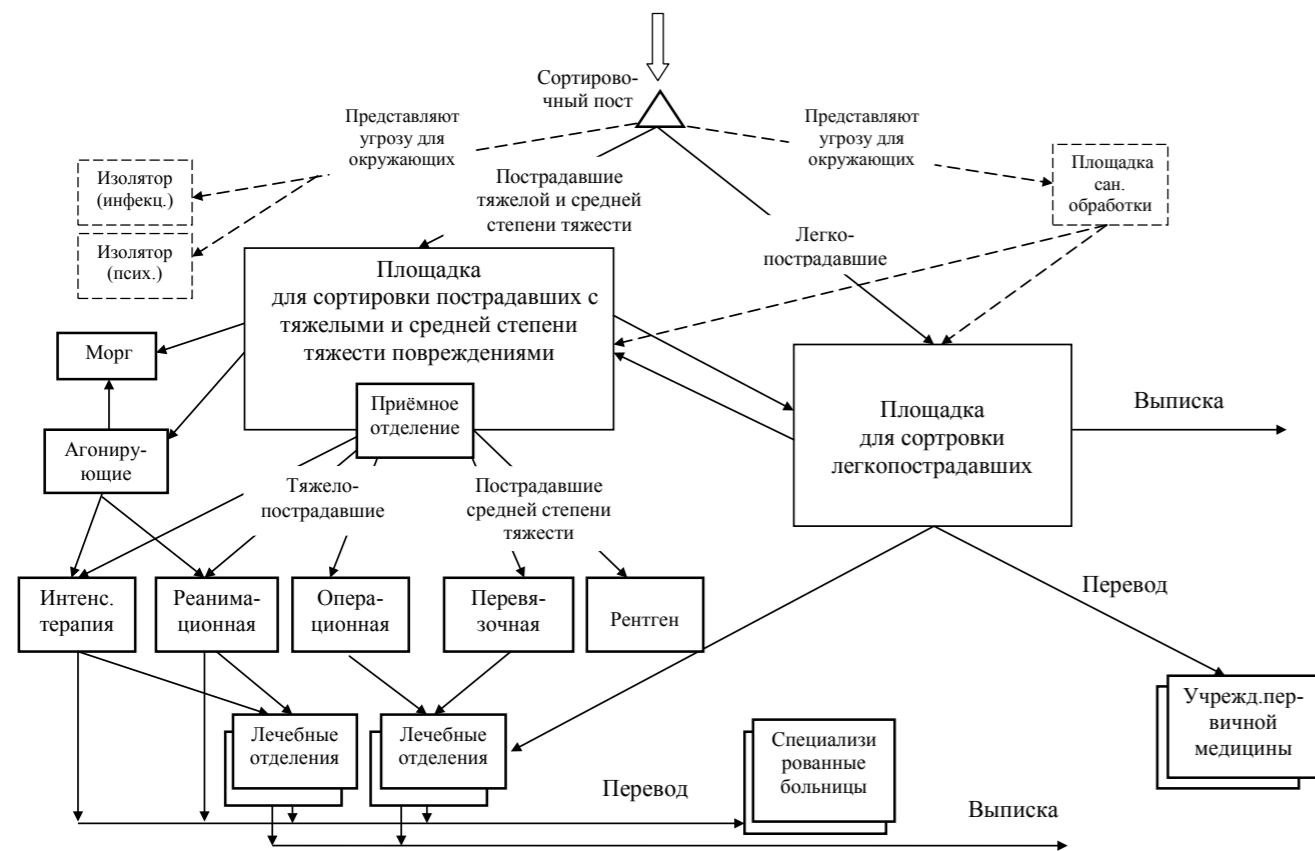 Сортирово-
чный пост
Представляют
угрозу для
окружающих
Представляют
угрозу для
окружающих
Изолятор
(инфекц.)
Пострадавшие
тяжелой и средней
степени тяжести
Площадка
сан.
обработки
Изолятор
(псих.)
Легко-
пострадавшие
Площадка
для сортировки пострадавших с
тяжелыми и средней степени
тяжести повреждениями
Морг
Приёмное
отделение
Площадка
для сортровки
легкопострадавших
Выписка
Агонирую-
ющие
Тяжело-
пострадавшие
Пострадавшие
средней степени
тяжести
Интенс.
терапия
Реанима-
ционная
Опера-
ционная
Перевя-
зочная
Рентген
Перевод
Учрежд.пер-
вичной
медицины
Лечебные
отделения
Лечебные
отделения
Специализи
рованные
больницы
Перевод
Выписка